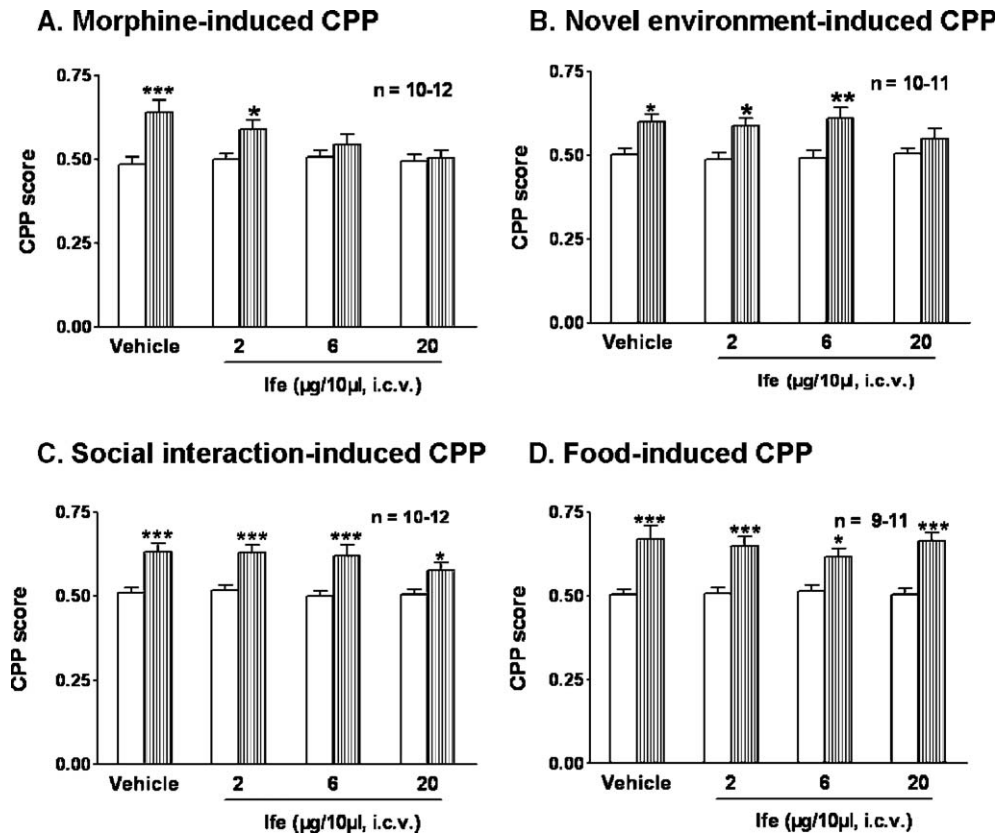 A. Morphine-induced CPP
0.75
0.50
0.25
0.00
CPP score
***
*
n = 10-12
Vehicle 2 6 20
Ife (µg/10µl, i.c.v.)
B. Novel environment-induced CPP
0.75
0.50
0.25
0.00
CPP score
*
*
**
n = 10-11
Vehicle 2 6 20
Ife (µg/10µl, i.c.v.)
C. Social interaction-induced CPP
0.75
0.50
0.25
0.00
CPP score
***
***
***
*
n = 10-12
Vehicle 2 6 20
Ife (µg/10µl, i.c.v.)
D. Food-induced CPP
0.75
0.50
0.25
0.00
CPP score
***
***
*
***
n = 9-11
Vehicle 2 6 20
Ife (µg/10µl, i.c.v.)